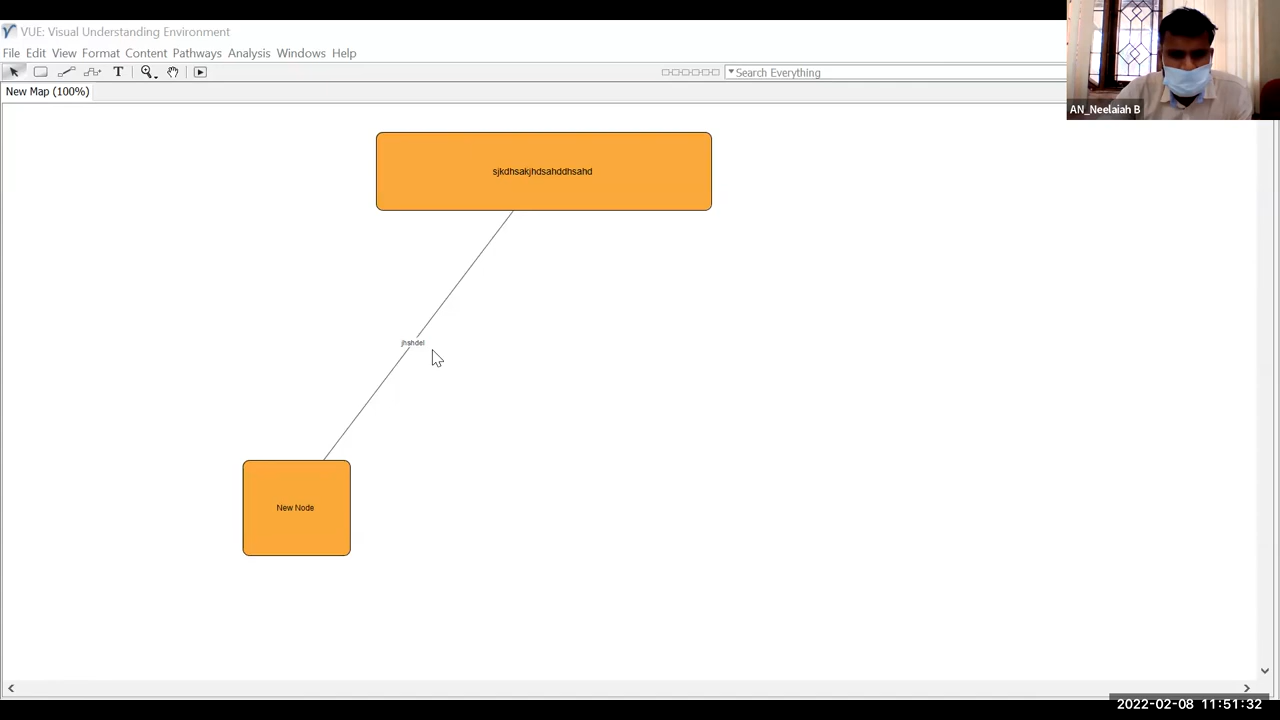 VUE: Visual Understanding Environment
File Edit View Format Content Pathways Analysis Windows Help
Search Everything
New Map (100%)
AN_Neelaiah B
sjkdhsakjhdsahddhsahd
jhshdel
New Node
2022-02-08 11:51:32